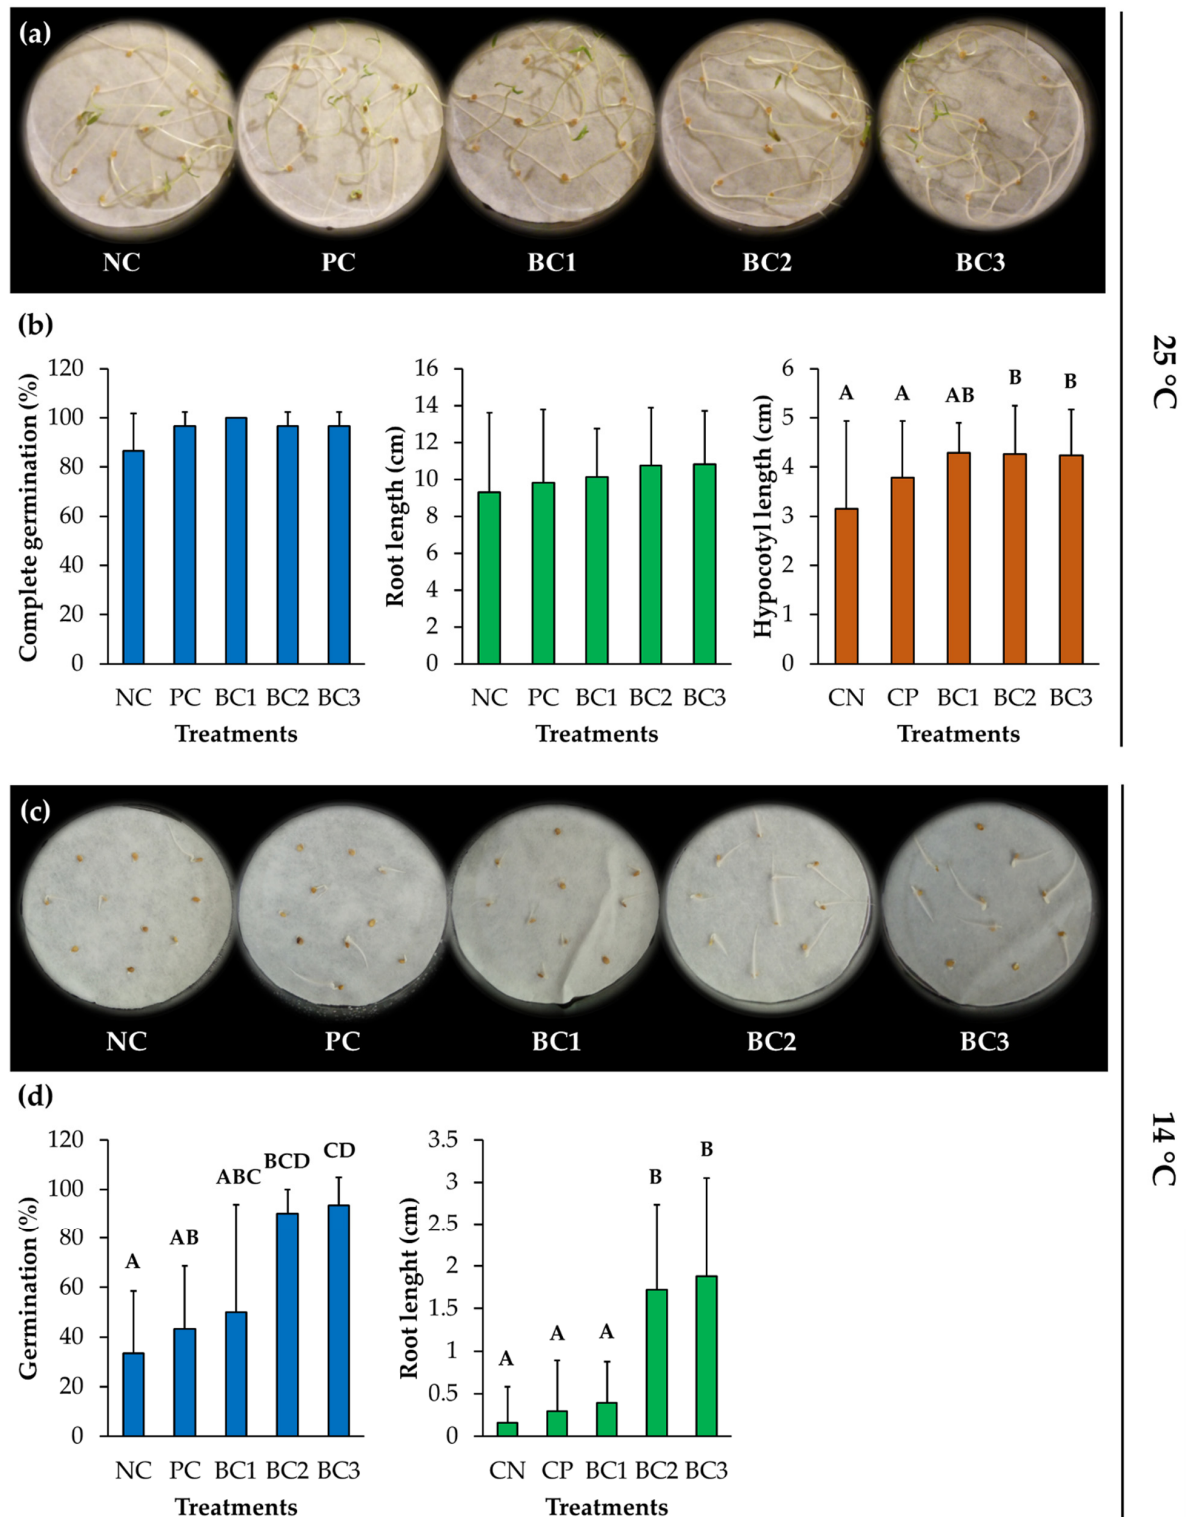 (a)
NC PC BC1 BC2 BC3
25 °C
(b)
Complete germination (%)
120
100
80
60
40
20
0
NC PC BC1 BC2 BC3
Treatments
Root length (cm)
16
14
12
10
8
6
4
2
0
NC PC BC1 BC2 BC3
Treatments
Hypocotyl length (cm)
6
5
4
3
2
1
0
A A AB B B
CN CP BC1 BC2 BC3
Treatments
(c)
NC PC BC1 BC2 BC3
14 °C
(d)
Germination (%)
120
100
80
60
40
20
0
A AB ABC BCD CD
NC PC BC1 BC2 BC3
Treatments
Root lenght (cm)
3.5
3
2.5
2
1.5
1
0.5
0
A A A B B
CN CP BC1 BC2 BC3
Treatments